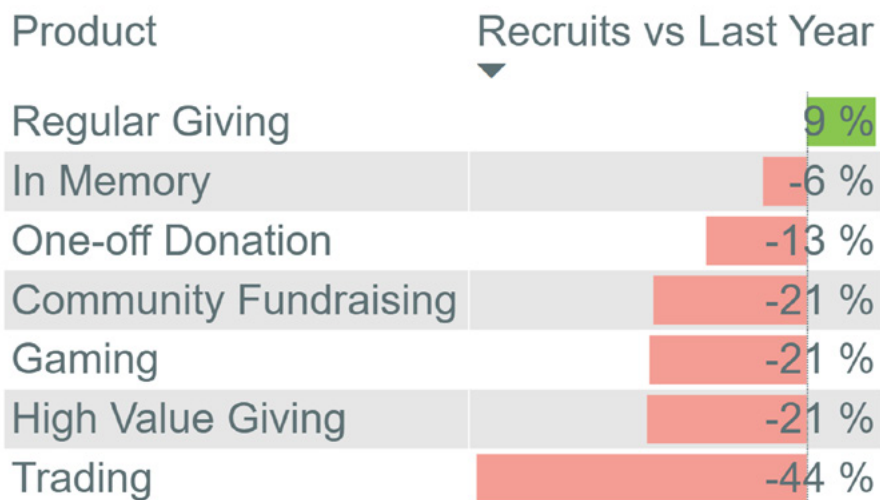 Product Recruits vs Last Year
Regular Giving 9 %
In Memory -6 %
One-off Donation -13 %
Community Fundraising -21 %
Gaming -21 %
High Value Giving -21 %
Trading -44 %